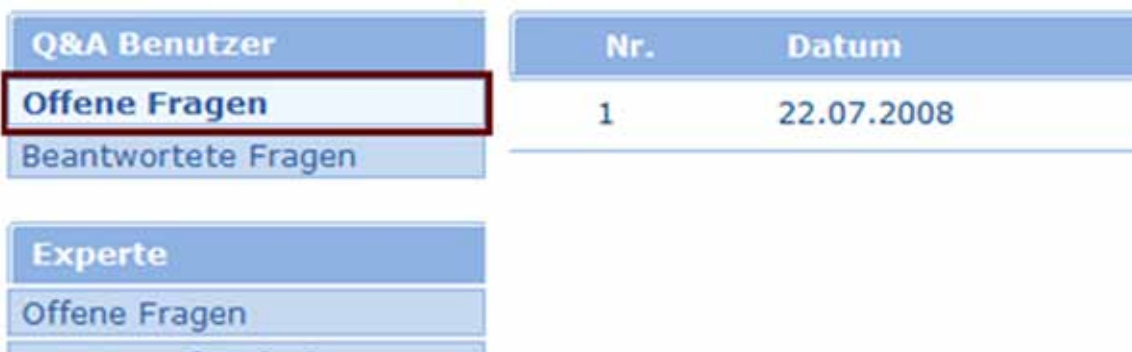 Q&A Benutzer
Offene Fragen
Beantwortete Fragen
Experte
Offene Fragen
Nr. Datum
1 22.07.2008